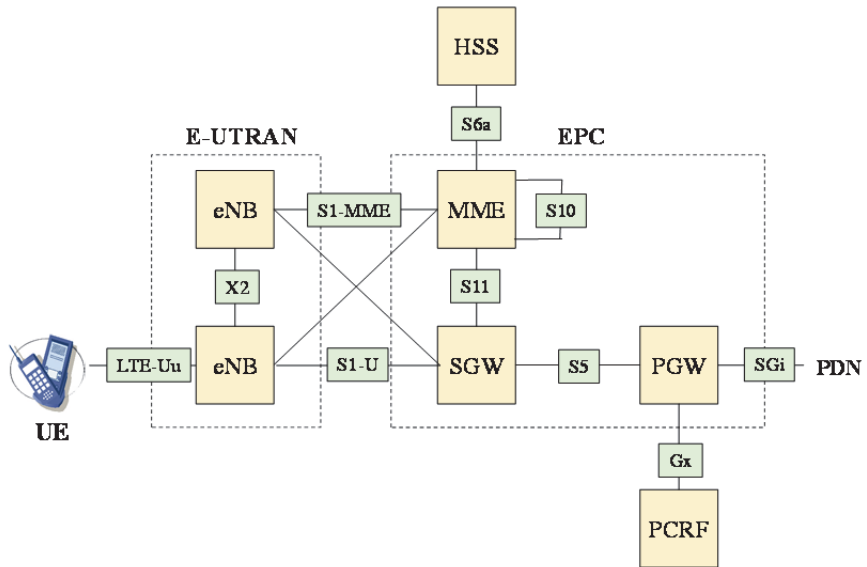 HSS
S6a
E-UTRAN
EPC
eNB
S1-MME
MME
S10
X2
S11
LTE-Uu
eNB
S1-U
SGW
S5
PGW
SGi
PDN
UE
Gx
PCRF